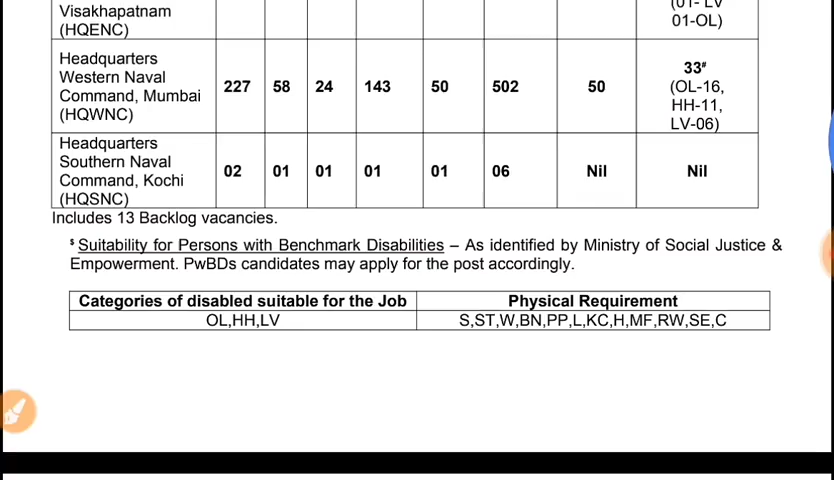 Visakhapatnam
(HQENC)
(01- LV
01-OL)
Headquarters
Western Naval
Command, Mumbai
(HQWNC)
227 58 24 143 50 502 50
33#
(OL-16,
HH-11,
LV-06)
Headquarters
Southern Naval
Command, Kochi
(HQSNC)
02 01 01 01 01 06 Nil Nil
Includes 13 Backlog vacancies.
$ Suitability for Persons with Benchmark Disabilities – As identified by Ministry of Social Justice &
Empowerment. PwBDs candidates may apply for the post accordingly.
Categories of disabled suitable for the Job Physical Requirement
OL,HH,LV S,ST,W,BN,PP,L,KC,H,MF,RW,SE,C